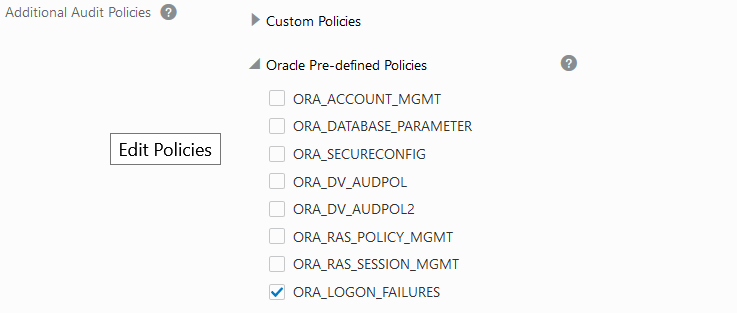 Additional Audit Policies ?
Custom Policies
Oracle Pre-defined Policies ?
ORA_ACCOUNT_MGMT
ORA_DATABASE_PARAMETER
Edit Policies
ORA_SECURECONFIG
ORA_DV_AUDPOL
ORA_DV_AUDPOL2
ORA_RAS_POLICY_MGMT
ORA_RAS_SESSION_MGMT
ORA_LOGON_FAILURES